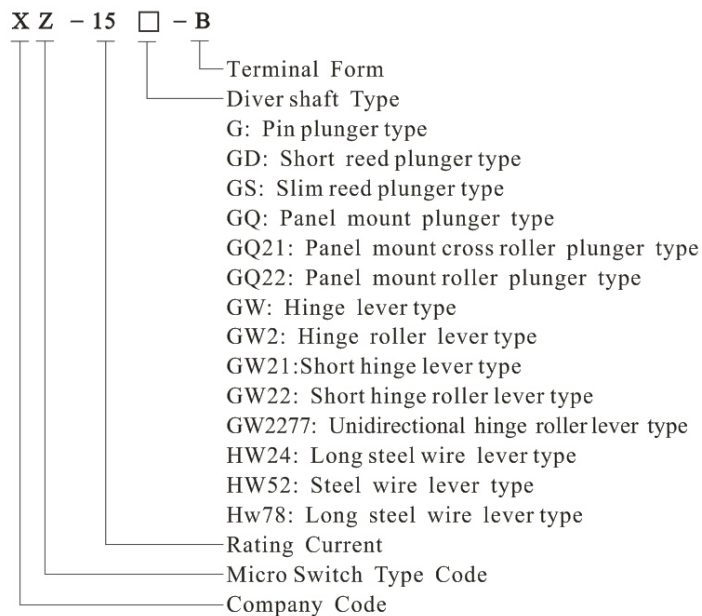 X Z - 15 □ - B
Terminal Form
Diver shaft Type
G: Pin plunger type
GD: Short reed plunger type
GS: Slim reed plunger type
GQ: Panel mount plunger type
GQ21: Panel mount cross roller plunger type
GQ22: Panel mount roller plunger type
GW: Hinge lever type
GW2: Hinge roller lever type
GW21:Short hinge lever type
GW22: Short hinge roller lever type
GW2277: Unidirectional hinge roller lever type
HW24: Long steel wire lever type
HW52: Steel wire lever type
Hw78: Long steel wire lever type
Rating Current
Micro Switch Type Code
Company Code